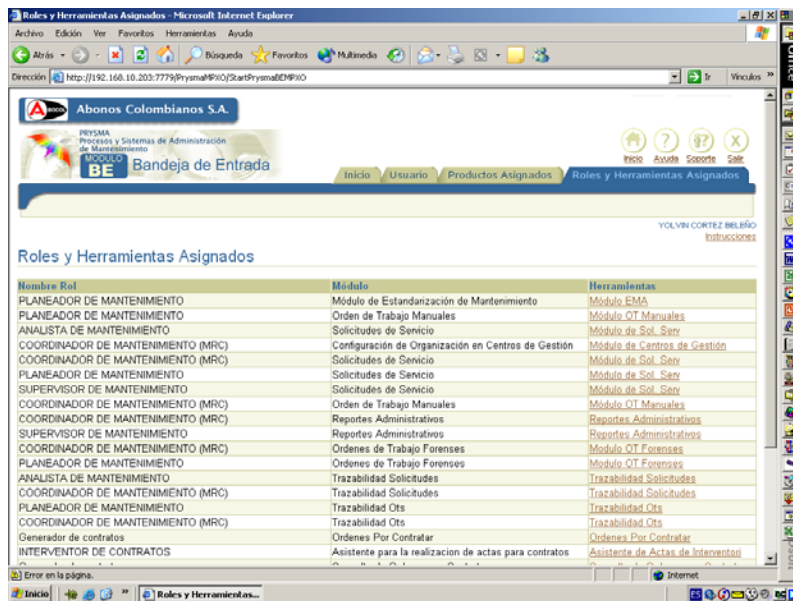 Roles y Herramientas Asignados - Microsoft Internet Explorer
Archivo Edición Ver Favoritos Herramientas Ayuda
Atrás Búsqueda Favoritos Multimedia
Dirección http://192.168.10.203:7779/PrysmaMPXO/StartPrysmaBEMPXO Ir Vínculos »
Office
Abonos Colombianos S.A.
PRYSMA
Procesos y Sistemas de Administración
de Mantenimiento
MODULO
BE Bandeja de Entrada
Inicio Ayuda Soporte Salir
Inicio Usuario Productos Asignados Roles y Herramientas Asignados
YOLVIN CORTEZ BELEÑO
Instrucciones
Roles y Herramientas Asignados
Nombre Rol Módulo Herramientas
PLANEADOR DE MANTENIMIENTO Módulo de Estandarización de Mantenimiento Módulo EMA
PLANEADOR DE MANTENIMIENTO Orden de Trabajo Manuales Módulo OT Manuales
ANALISTA DE MANTENIMIENTO Solicitudes de Servicio Módulo de Sol. Serv
COORDINADOR DE MANTENIMIENTO (MRC) Configuración de Organización en Centros de Gestión Módulo de Centros de Gestión
COORDINADOR DE MANTENIMIENTO (MRC) Solicitudes de Servicio Módulo de Sol. Serv
PLANEADOR DE MANTENIMIENTO Solicitudes de Servicio Módulo de Sol. Serv
SUPERVISOR DE MANTENIMIENTO Solicitudes de Servicio Módulo de Sol. Serv
COORDINADOR DE MANTENIMIENTO (MRC) Orden de Trabajo Manuales Módulo OT Manuales
COORDINADOR DE MANTENIMIENTO (MRC) Reportes Administrativos Reportes Administrativos
SUPERVISOR DE MANTENIMIENTO Reportes Administrativos Reportes Administrativos
COORDINADOR DE MANTENIMIENTO (MRC) Ordenes de Trabajo Forenses Modulo OT Forenses
PLANEADOR DE MANTENIMIENTO Ordenes de Trabajo Forenses Modulo OT Forenses
ANALISTA DE MANTENIMIENTO Trazabilidad Solicitudes Trazabilidad Solicitudes
COORDINADOR DE MANTENIMIENTO (MRC) Trazabilidad Solicitudes Trazabilidad Solicitudes
PLANEADOR DE MANTENIMIENTO Trazabilidad Ots Trazabilidad Ots
COORDINADOR DE MANTENIMIENTO (MRC) Trazabilidad Ots Trazabilidad Ots
Generador de contratos Ordenes Por Contratar Ordenes Por Contratar
INTERVENTOR DE CONTRATOS Asistente para la realizacion de actas para contratos Asistente de Actas de Interventori
Error en la página. Internet
Inicio » Roles y Herramientas... ES